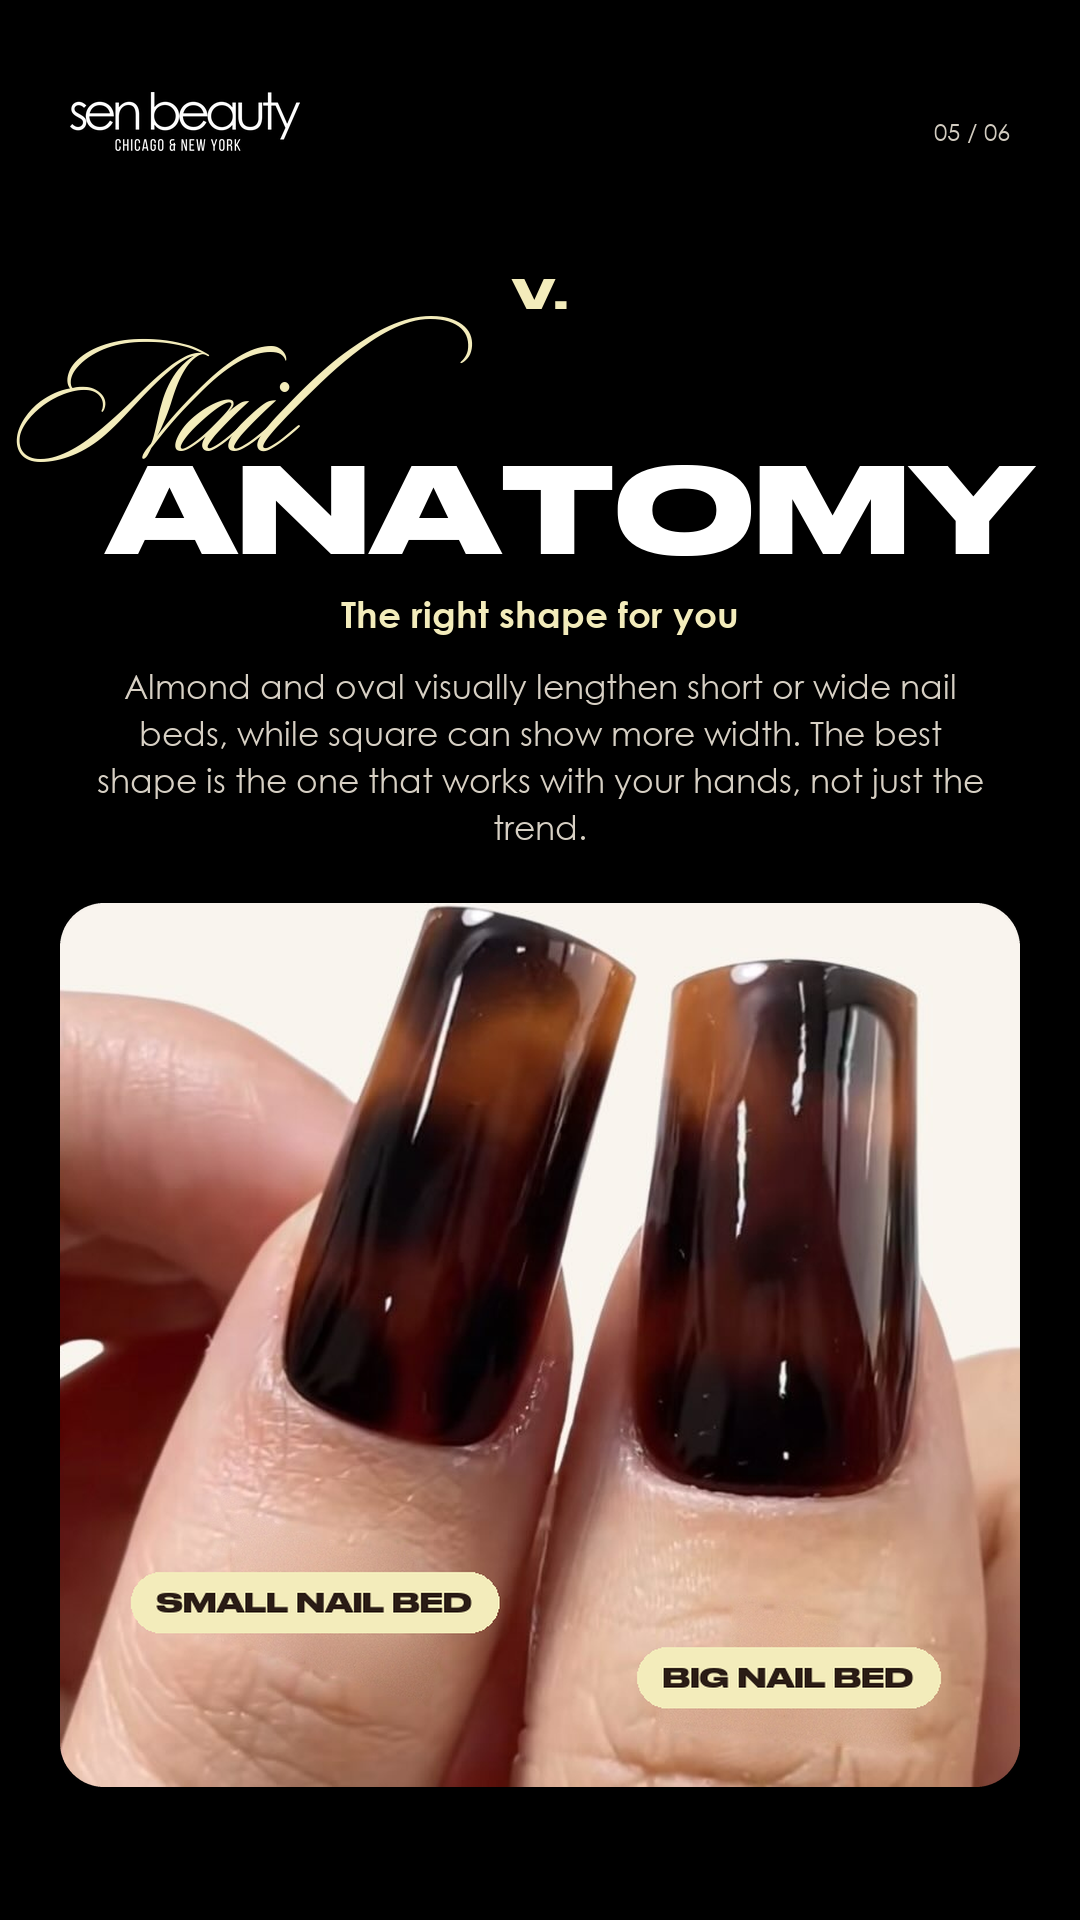 sen beauty
CHICAGO & NEW YORK
05 / 06
V.
Nail
ANATOMY
The right shape for you
Almond and oval visually lengthen short or wide nail
beds, while square can show more width. The best
shape is the one that works with your hands, not just the
trend.
SMALL NAIL BED
BIG NAIL BED